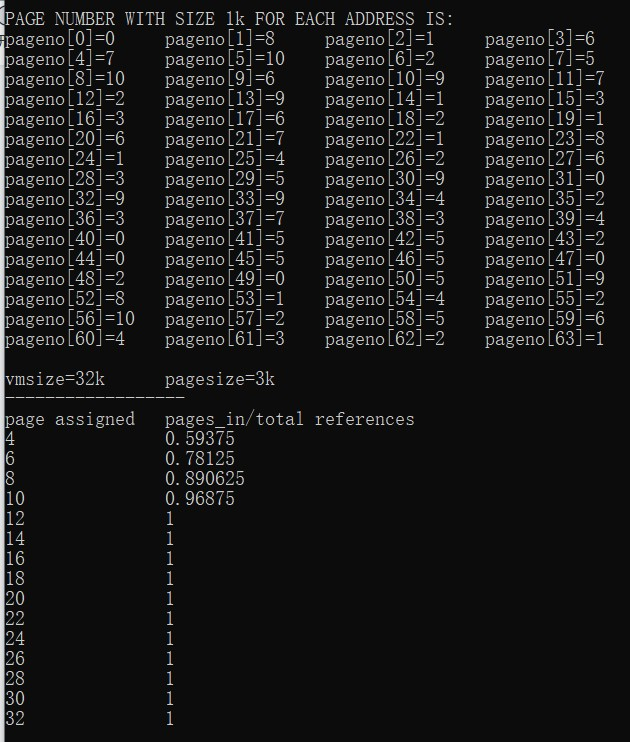 PAGE NUMBER WITH SIZE 1k FOR EACH ADDRESS IS:
pageno[0]=0 pageno[1]=8 pageno[2]=1 pageno[3]=6
pageno[4]=7 pageno[5]=10 pageno[6]=2 pageno[7]=5
pageno[8]=10 pageno[9]=6 pageno[10]=9 pageno[11]=7
pageno[12]=2 pageno[13]=9 pageno[14]=1 pageno[15]=3
pageno[16]=3 pageno[17]=6 pageno[18]=2 pageno[19]=1
pageno[20]=6 pageno[21]=7 pageno[22]=1 pageno[23]=8
pageno[24]=1 pageno[25]=4 pageno[26]=2 pageno[27]=6
pageno[28]=3 pageno[29]=5 pageno[30]=9 pageno[31]=0
pageno[32]=9 pageno[33]=9 pageno[34]=4 pageno[35]=2
pageno[36]=3 pageno[37]=7 pageno[38]=3 pageno[39]=4
pageno[40]=0 pageno[41]=5 pageno[42]=5 pageno[43]=2
pageno[44]=0 pageno[45]=5 pageno[46]=5 pageno[47]=0
pageno[48]=2 pageno[49]=0 pageno[50]=5 pageno[51]=9
pageno[52]=8 pageno[53]=1 pageno[54]=4 pageno[55]=2
pageno[56]=10 pageno[57]=2 pageno[58]=5 pageno[59]=6
pageno[60]=4 pageno[61]=3 pageno[62]=2 pageno[63]=1
vmsize=32k pagesize=3k
------------------
page assigned pages_in/total references
4 0.59375
6 0.78125
8 0.890625
10 0.96875
12 1
14 1
16 1
18 1
20 1
22 1
24 1
26 1
28 1
30 1
32 1